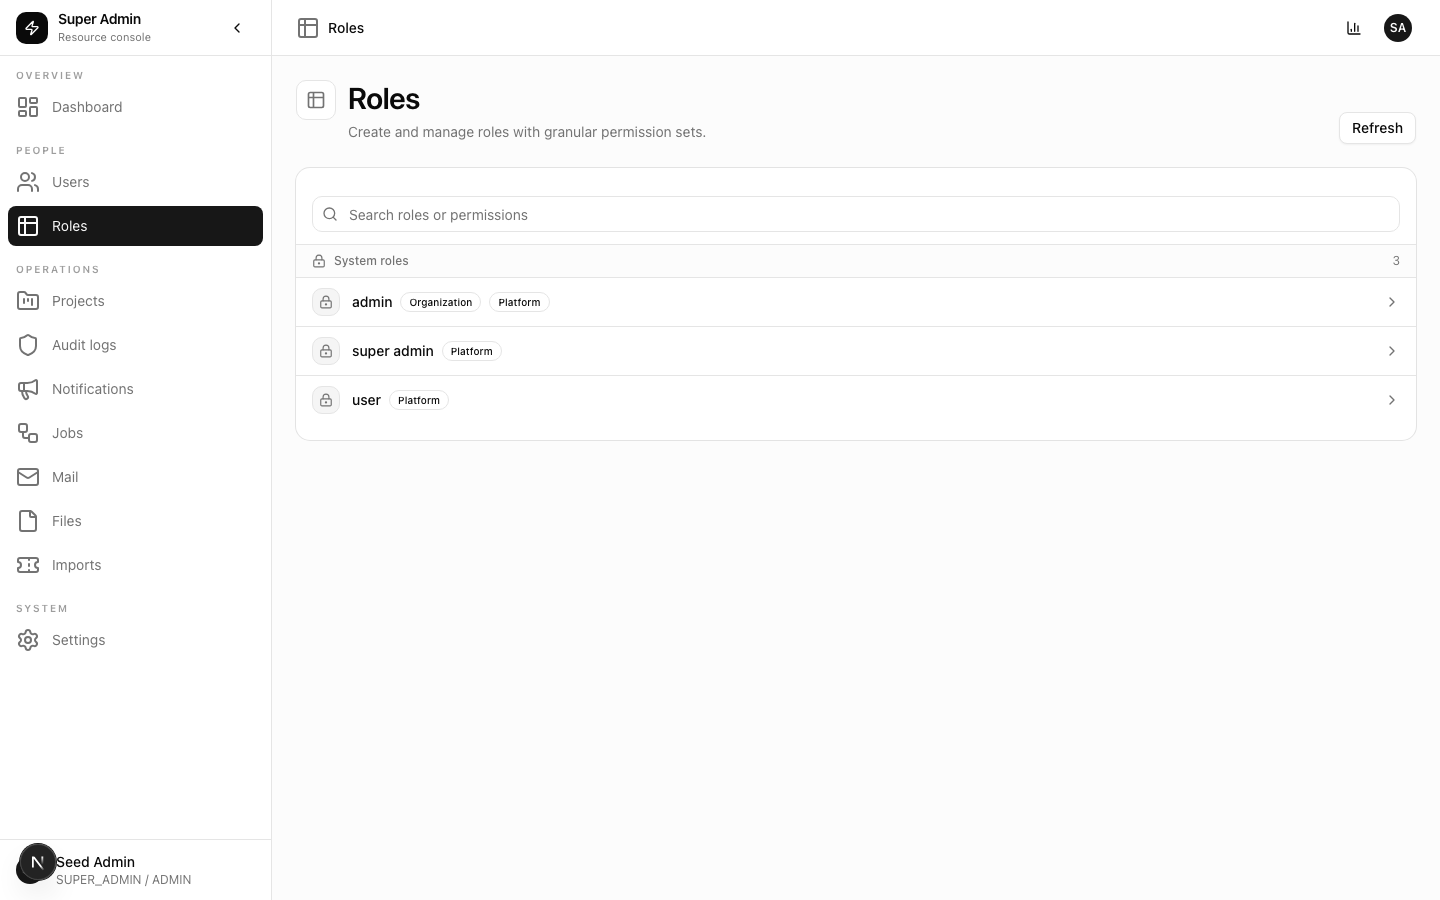 Super Admin
Resource console
Roles
SA
OVERVIEW
Dashboard
PEOPLE
Users
Roles
OPERATIONS
Projects
Audit logs
Notifications
Jobs
Mail
Files
Imports
SYSTEM
Settings
N
Seed Admin
SUPER_ADMIN / ADMIN
Roles
Create and manage roles with granular permission sets.
Refresh
Search roles or permissions
System roles 3
admin Organization Platform
super admin Platform
user Platform